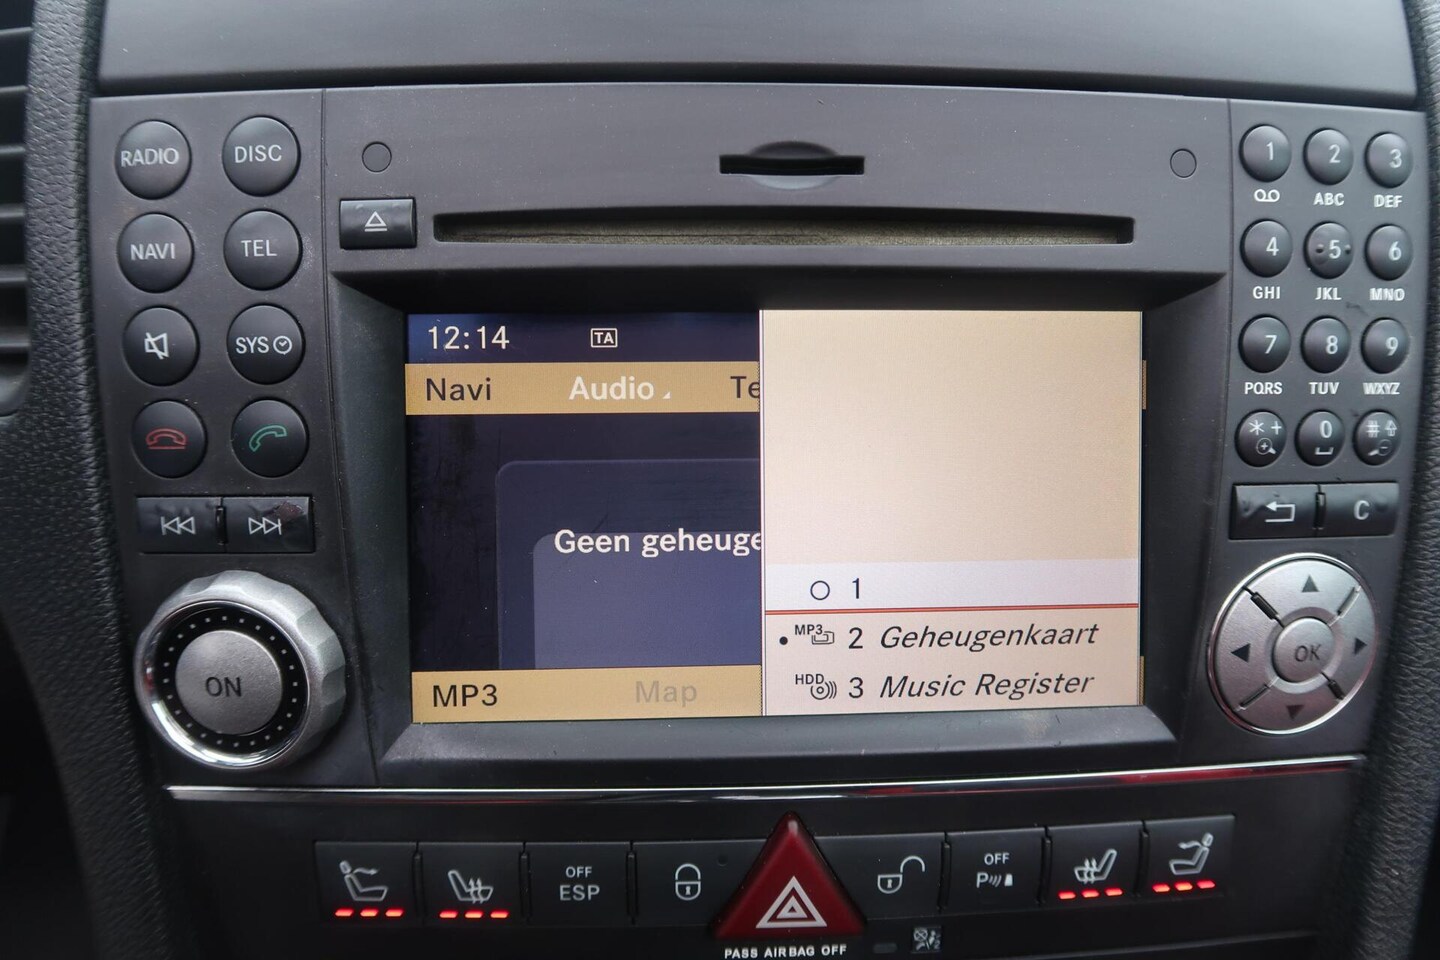 RADIO DISC
NAVI TEL
SYS
ON
12:14 TA
Navi Audio Te
Geen geheuge
MP3 Map
1
MP3 2 Geheugenkaart
HDD 3 Music Register
1 2 3
ABC DEF
4 5 6
GHI JKL MNO
7 8 9
PQRS TUV WXYZ
* + 0 #
C
OK
OFF
ESP
OFF
P
PASS AIRBAG OFF